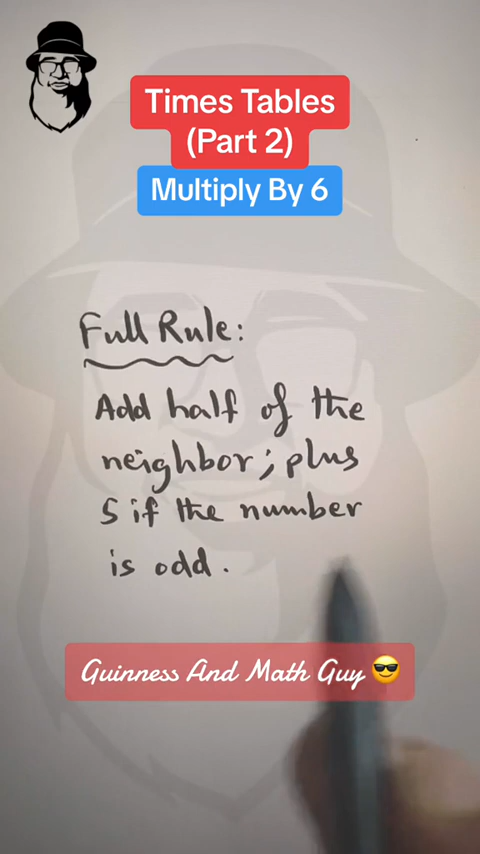 Times Tables
(Part 2)
Multiply By 6
Full Rule:
Add half of the
neighbor; plus
5 if the number
is odd.
Guinness And Math Guy 😎